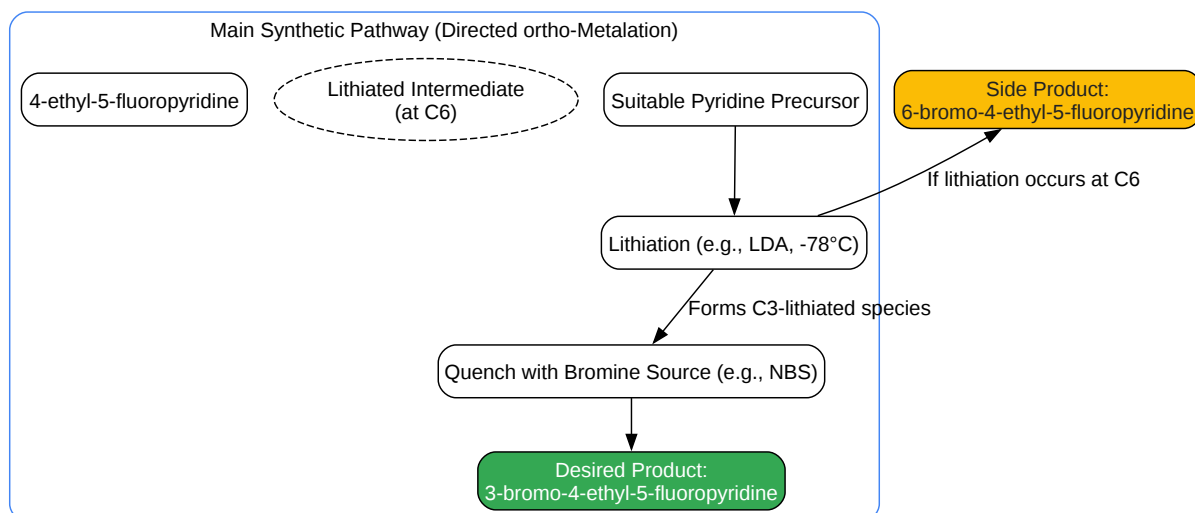 Main Synthetic Pathway (Directed ortho-Metalation)
4-ethyl-5-fluoropyridine
Lithiated Intermediate
(at C6)
Suitable Pyridine Precursor
Side Product:
6-bromo-4-ethyl-5-fluoropyridine
If lithiation occurs at C6
Lithiation (e.g., LDA, -78°C)
Forms C3-lithiated species
Quench with Bromine Source (e.g., NBS)
Desired Product:
3-bromo-4-ethyl-5-fluoropyridine